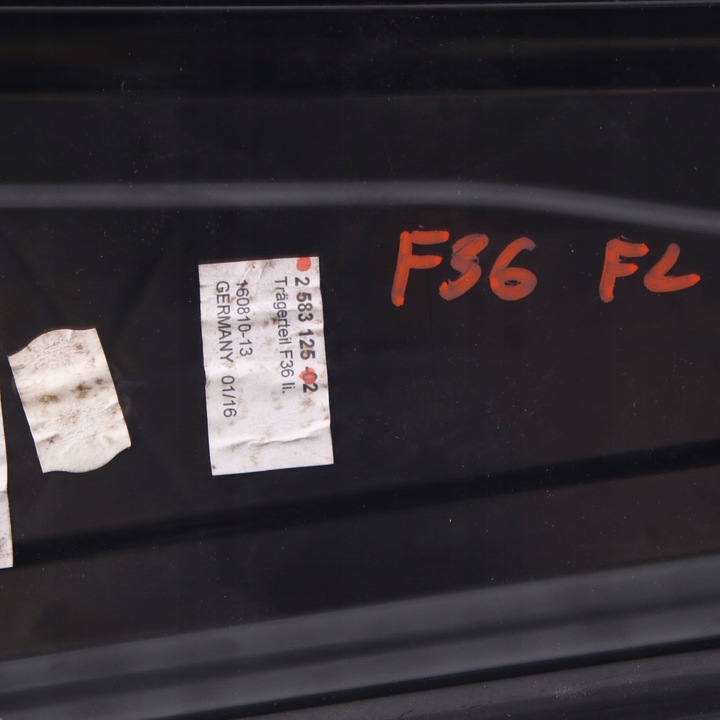 2 583 125 -02
Trägerteil F36 li.
160810-13
GERMANY 01/16
F36 FL